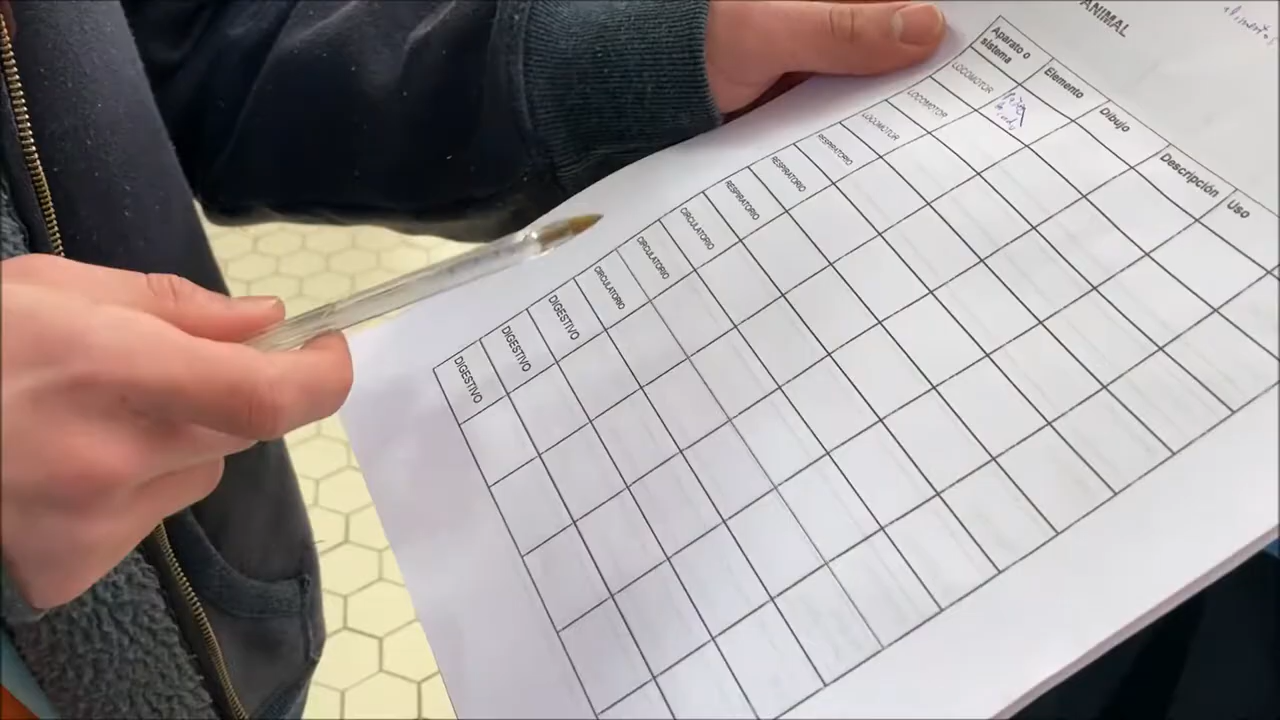 ANIMAL
Aparato o
sistema
Elemento
Dibujo
Descripción
Uso
LOCOMOTOR
LOCOMOTOR
LOCOMOTOR
RESPIRATORIO
RESPIRATORIO
RESPIRATORIO
CIRCULATORIO
CIRCULATORIO
CIRCULATORIO
DIGESTIVO
DIGESTIVO
DIGESTIVO